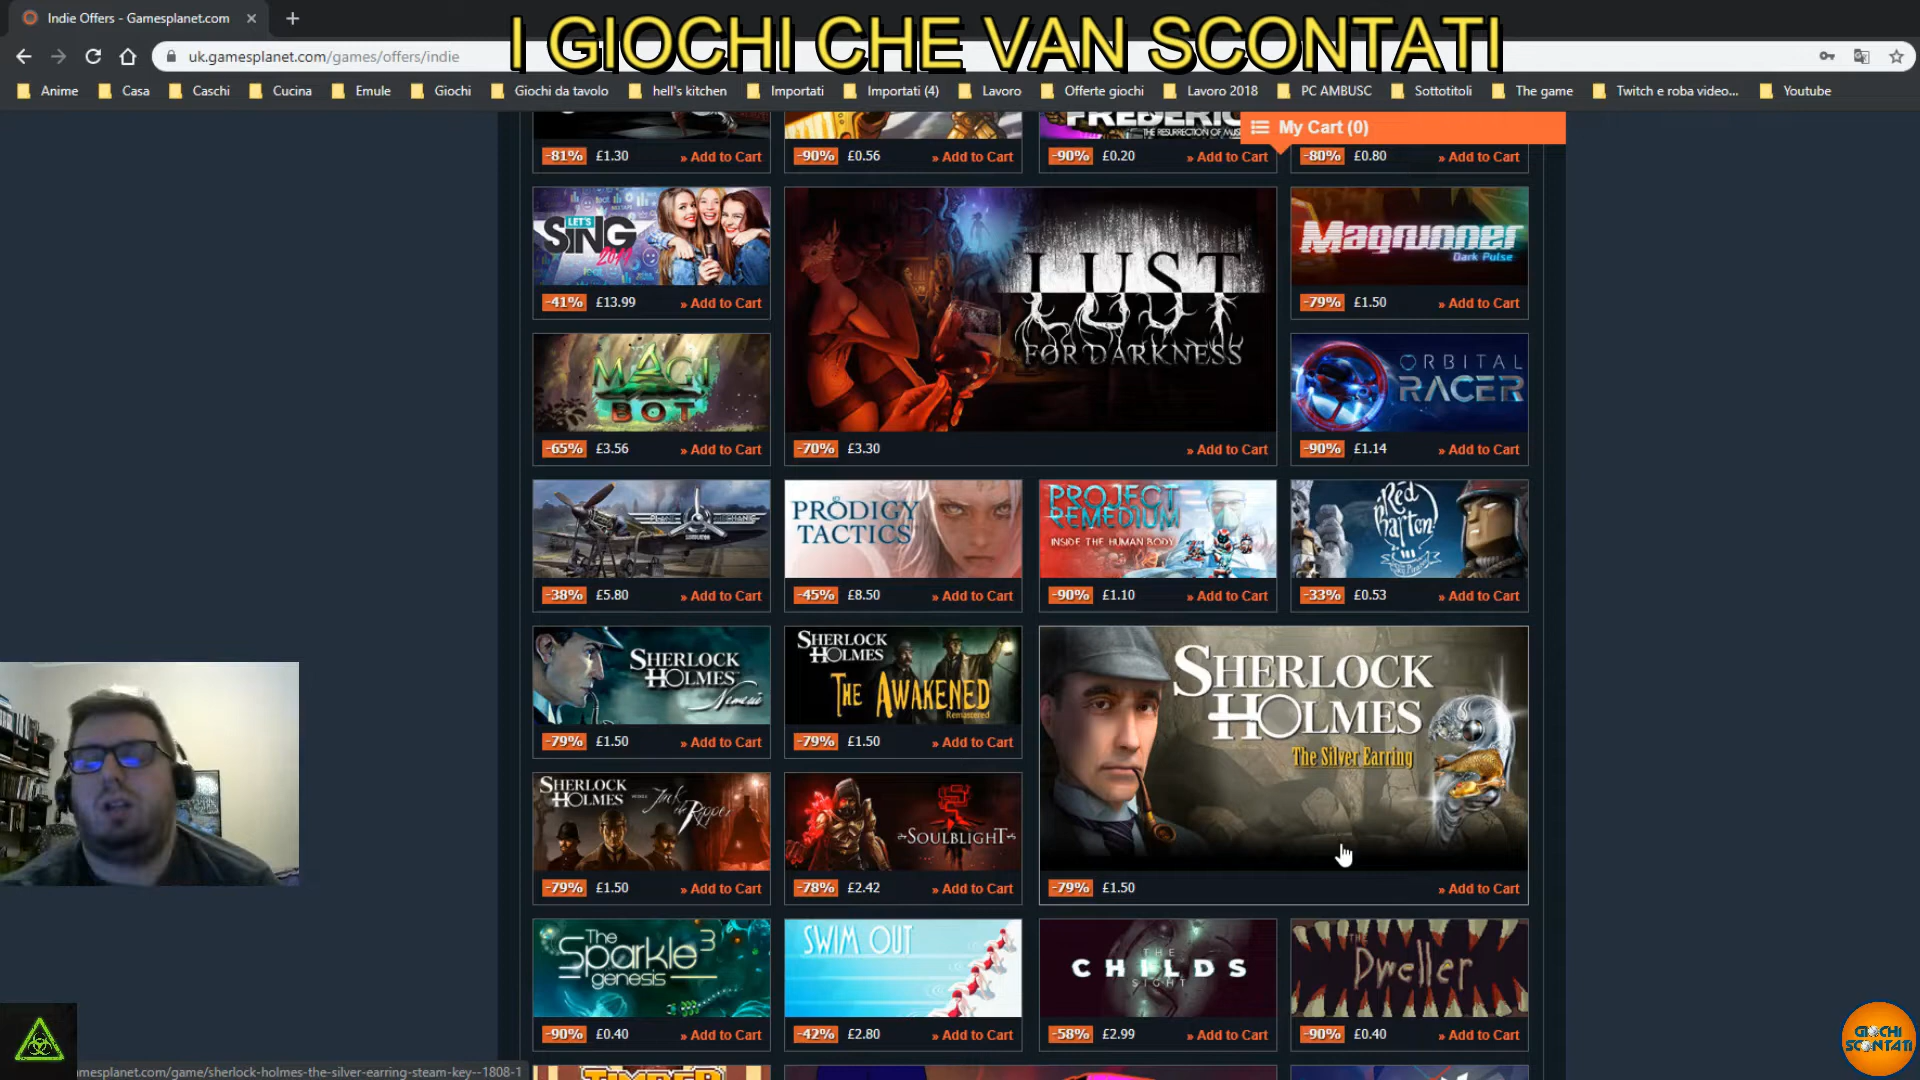 Indie Offers - Gamesplanet.com
I GIOCHI CHE VAN SCONTATI
uk.gamesplanet.com/games/offers/indie
Anime Casa Caschi Cucina Emule Giochi Giochi da tavolo hell's kitchen Importati Importati (4) Lavoro Offerte giochi Lavoro 2018 PC AMBUSC Sottotitoli The game Twitch e roba video... Youtube
My Cart (0)
-81% £1.30 » Add to Cart
-90% £0.56 » Add to Cart
-90% £0.20 » Add to Cart
-80% £0.80 » Add to Cart
LET'S SING
-41% £13.99 » Add to Cart
LUST
FOR DARKNESS
-70% £3.30 » Add to Cart
Magrunner
Dark Pulse
-79% £1.50 » Add to Cart
MAGI
BOT
-65% £3.56 » Add to Cart
ORBITAL
RACER
-90% £1.14 » Add to Cart
-38% £5.80 » Add to Cart
PRODIGY
TACTICS
-45% £8.50 » Add to Cart
PROJECT
REMEDIUM
INSIDE THE HUMAN BODY
-90% £1.10 » Add to Cart
Red
Barton
-33% £0.53 » Add to Cart
SHERLOCK
HOLMES
Nemesis
-79% £1.50 » Add to Cart
SHERLOCK
HOLMES
THE AWAKENED
Remastered
-79% £1.50 » Add to Cart
SHERLOCK
HOLMES
The Silver Earring
-79% £1.50 » Add to Cart
SHERLOCK
HOLMES
Jack
the Ripper
-79% £1.50 » Add to Cart
SOULBLIGHT
-78% £2.42 » Add to Cart
The
Sparkle 3
genesis
-90% £0.40 » Add to Cart
SWIM OUT
-42% £2.80 » Add to Cart
THE
CHILDS
SIGHT
-58% £2.99 » Add to Cart
THE
Dweller
-90% £0.40 » Add to Cart
GIOCHI
SCONTATI
amesplanet.com/game/sherlock-holmes-the-silver-earring-steam-key--1808-1